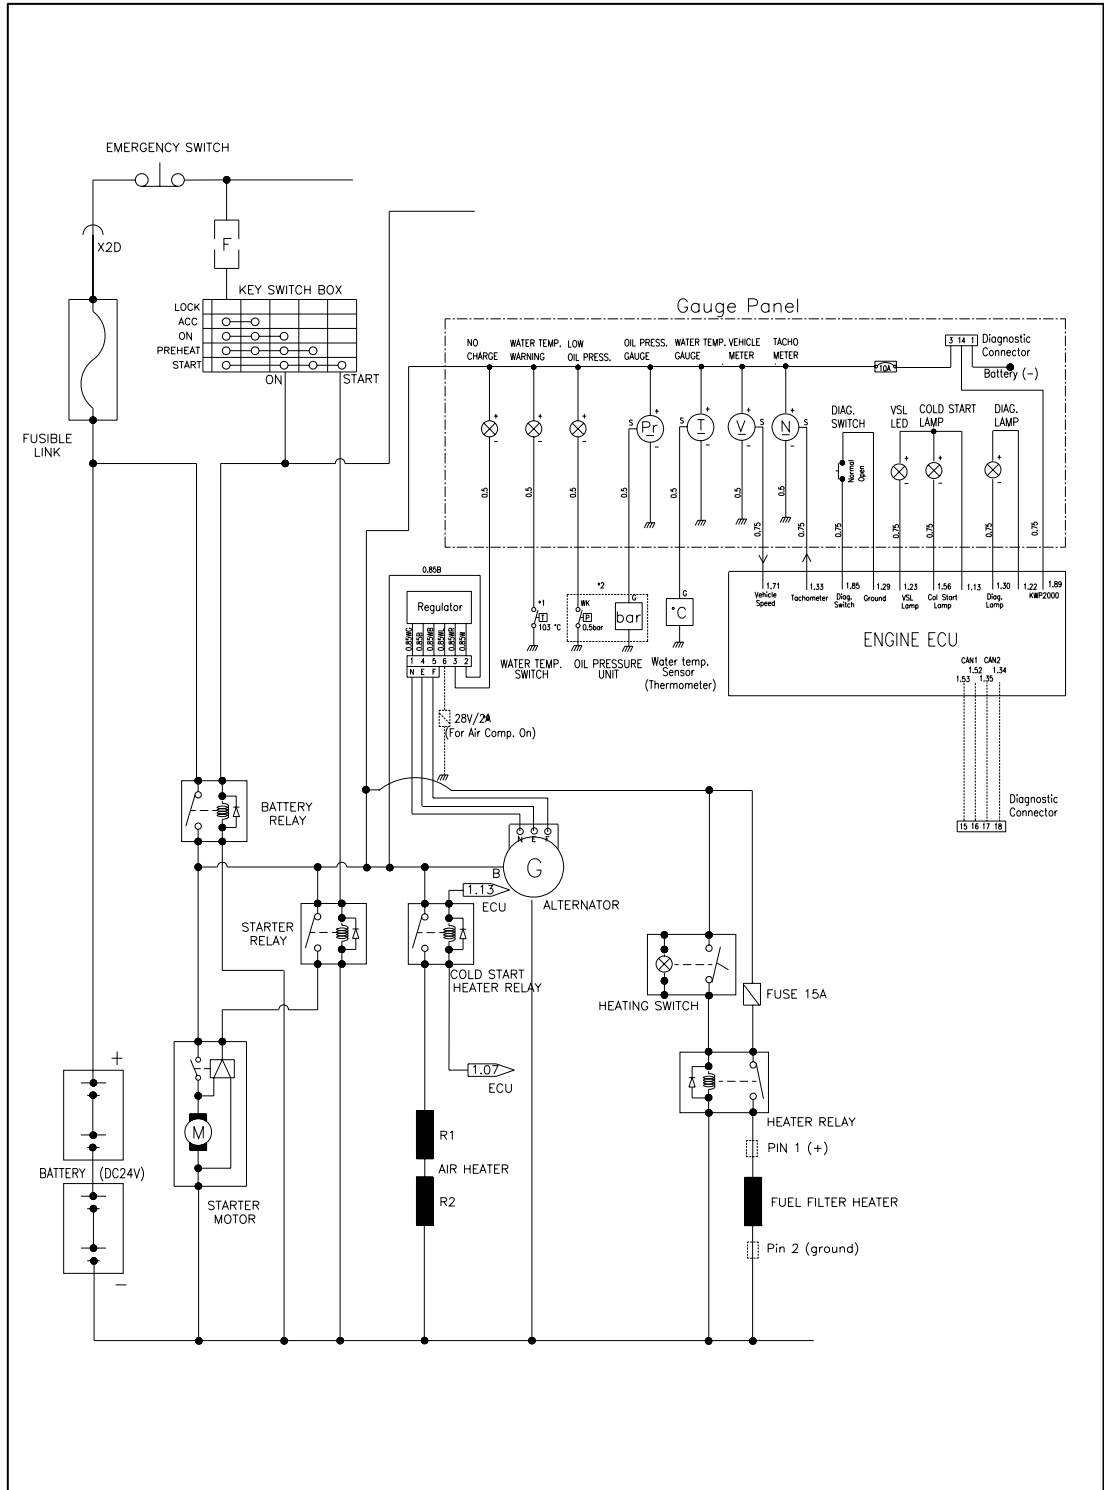 EMERGENCY SWITCH
X2D
F
KEY SWITCH BOX
LOCK
ACC
ON
PREHEAT
START
ON
START
FUSIBLE
LINK
Gauge Panel
NO
CHARGE
WATER TEMP.
WARNING
LOW
OIL PRESS.
OIL PRESS.
GAUGE
WATER TEMP.
GAUGE
VEHICLE
METER
TACHO
METER
10A
3 14 1
Diagnostic
Connector
Battery (-)
DIAG.
SWITCH
VSL
LED
COLD START
LAMP
DIAG.
LAMP
+ + + + + + +
S Pr S T V S N S
- - - - - - -
Normal
Open
+ + +
- - -
0.5 0.5 0.5 0.5 0.5 0.75 0.75 0.75 0.75 0.75 0.75 0.75
1.71 1.33 1.85 1.29 1.23 1.56 1.13 1.30 1.22 1.89
Vehicle
Speed
Tachometer
Diag.
Switch
Ground
VSL
Lamp
Col Start
Lamp
Diag.
Lamp
KWP2000
ENGINE ECU
CAN1 CAN2
1.53 1.52 1.35 1.34
0.85B
Regulator
0.85WG 0.85B 0.85WB 0.85WL 0.85WR 0.85W
1 4 5 6 3 2
N E F
*1
T
103 °C
WATER TEMP.
SWITCH
*2
WK
P
0.5bar
G
bar
OIL PRESSURE
UNIT
G
°C
Water temp.
Sensor
(Thermometer)
28V/2A
(For Air Comp. On)
Diagnostic
Connector
15 16 17 18
BATTERY
RELAY
N E F
B
G
ALTERNATOR
1.13
ECU
STARTER
RELAY
COLD START
HEATER RELAY
HEATING SWITCH
FUSE 15A
1.07
ECU
HEATER RELAY
PIN 1 (+)
FUEL FILTER HEATER
Pin 2 (ground)
R1
AIR HEATER
R2
+
BATTERY (DC24V)
-
M
STARTER
MOTOR